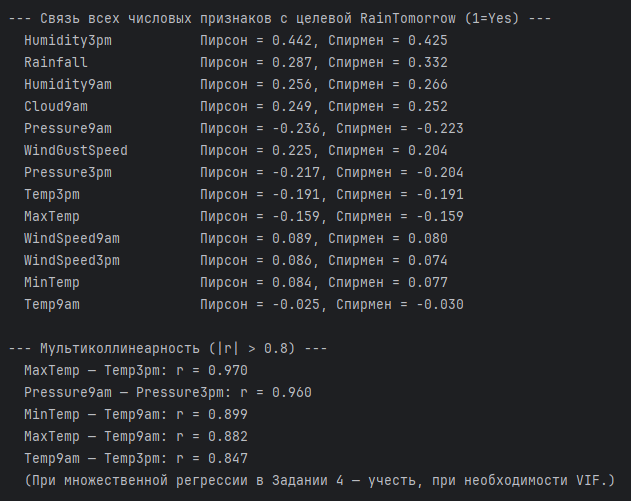 --- Связь всех числовых признаков с целевой RainTomorrow (1=Yes) ---
Humidity3pm Пирсон = 0.442, Спирмен = 0.425
Rainfall Пирсон = 0.287, Спирмен = 0.332
Humidity9am Пирсон = 0.256, Спирмен = 0.266
Cloud9am Пирсон = 0.249, Спирмен = 0.252
Pressure9am Пирсон = -0.236, Спирмен = -0.223
WindGustSpeed Пирсон = 0.225, Спирмен = 0.204
Pressure3pm Пирсон = -0.217, Спирмен = -0.204
Temp3pm Пирсон = -0.191, Спирмен = -0.191
MaxTemp Пирсон = -0.159, Спирмен = -0.159
WindSpeed9am Пирсон = 0.089, Спирмен = 0.080
WindSpeed3pm Пирсон = 0.086, Спирмен = 0.074
MinTemp Пирсон = 0.084, Спирмен = 0.077
Temp9am Пирсон = -0.025, Спирмен = -0.030
--- Мультиколлинеарность (|r| > 0.8) ---
MaxTemp — Temp3pm: r = 0.970
Pressure9am — Pressure3pm: r = 0.960
MinTemp — Temp9am: r = 0.899
MaxTemp — Temp9am: r = 0.882
Temp9am — Temp3pm: r = 0.847
(При множественной регрессии в Задании 4 — учесть, при необходимости VIF.)